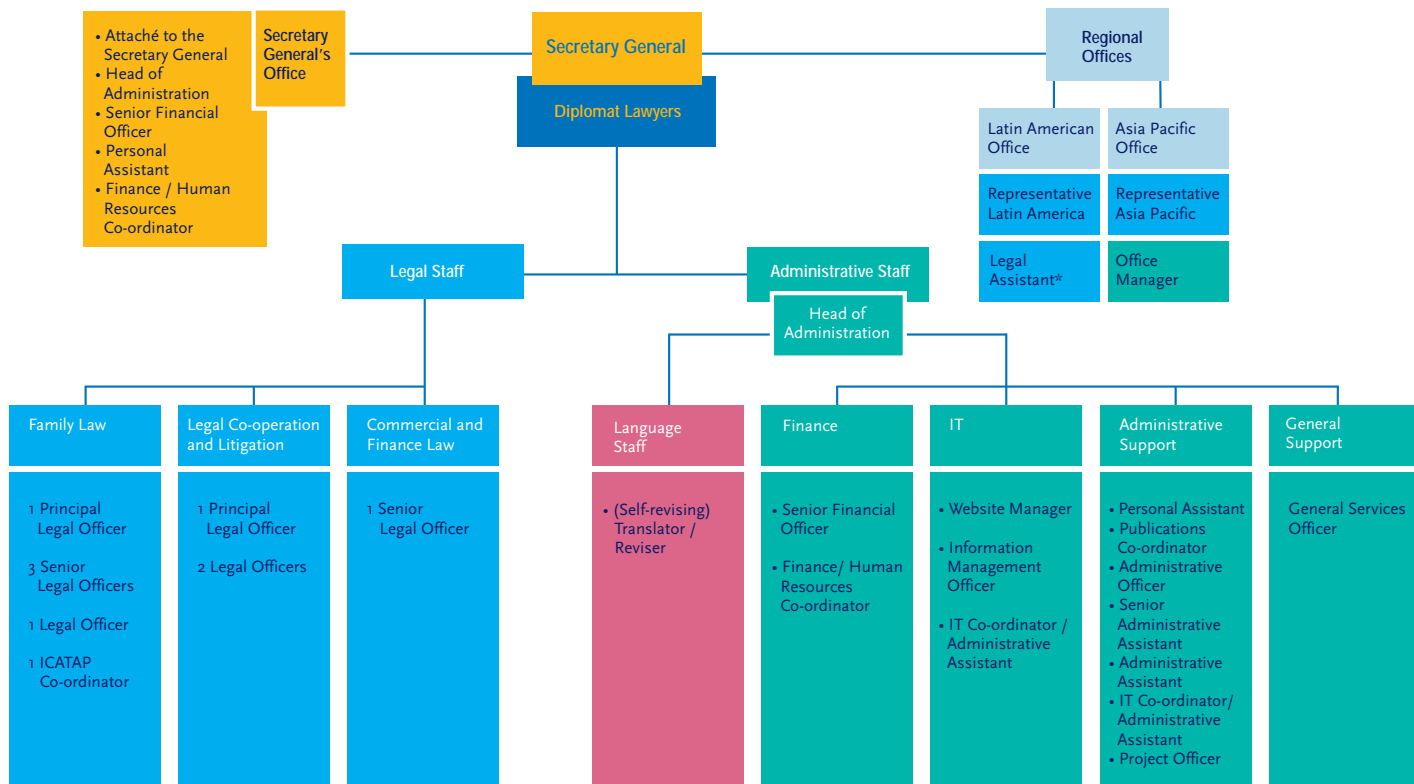 • Attaché to the
Secretary General
• Head of
Administration
• Senior Financial
Officer
• Personal
Assistant
• Finance / Human
Resources
Co-ordinator
Secretary
General's
Office
Secretary General
Diplomat Lawyers
Regional
Offices
Latin American
Office
Asia Pacific
Office
Representative
Latin America
Representative
Asia Pacific
Legal
Assistant*
Office
Manager
Legal Staff
Administrative Staff
Head of
Administration
Family Law
1 Principal
Legal Officer
3 Senior
Legal Officers
1 Legal Officer
1 ICATAP
Co-ordinator
Legal Co-operation
and Litigation
1 Principal
Legal Officer
2 Legal Officers
Commercial and
Finance Law
1 Senior
Legal Officer
Language
Staff
• (Self-revising)
Translator /
Reviser
Finance
• Senior Financial
Officer
• Finance/ Human
Resources
Co-ordinator
IT
• Website Manager
• Information
Management
Officer
• IT Co-ordinator /
Administrative
Assistant
Administrative
Support
• Personal Assistant
• Publications
Co-ordinator
• Administrative
Officer
• Senior
Administrative
Assistant
• Administrative
Assistant
• IT Co-ordinator/
Administrative
Assistant
• Project Officer
General
Support
General Services
Officer